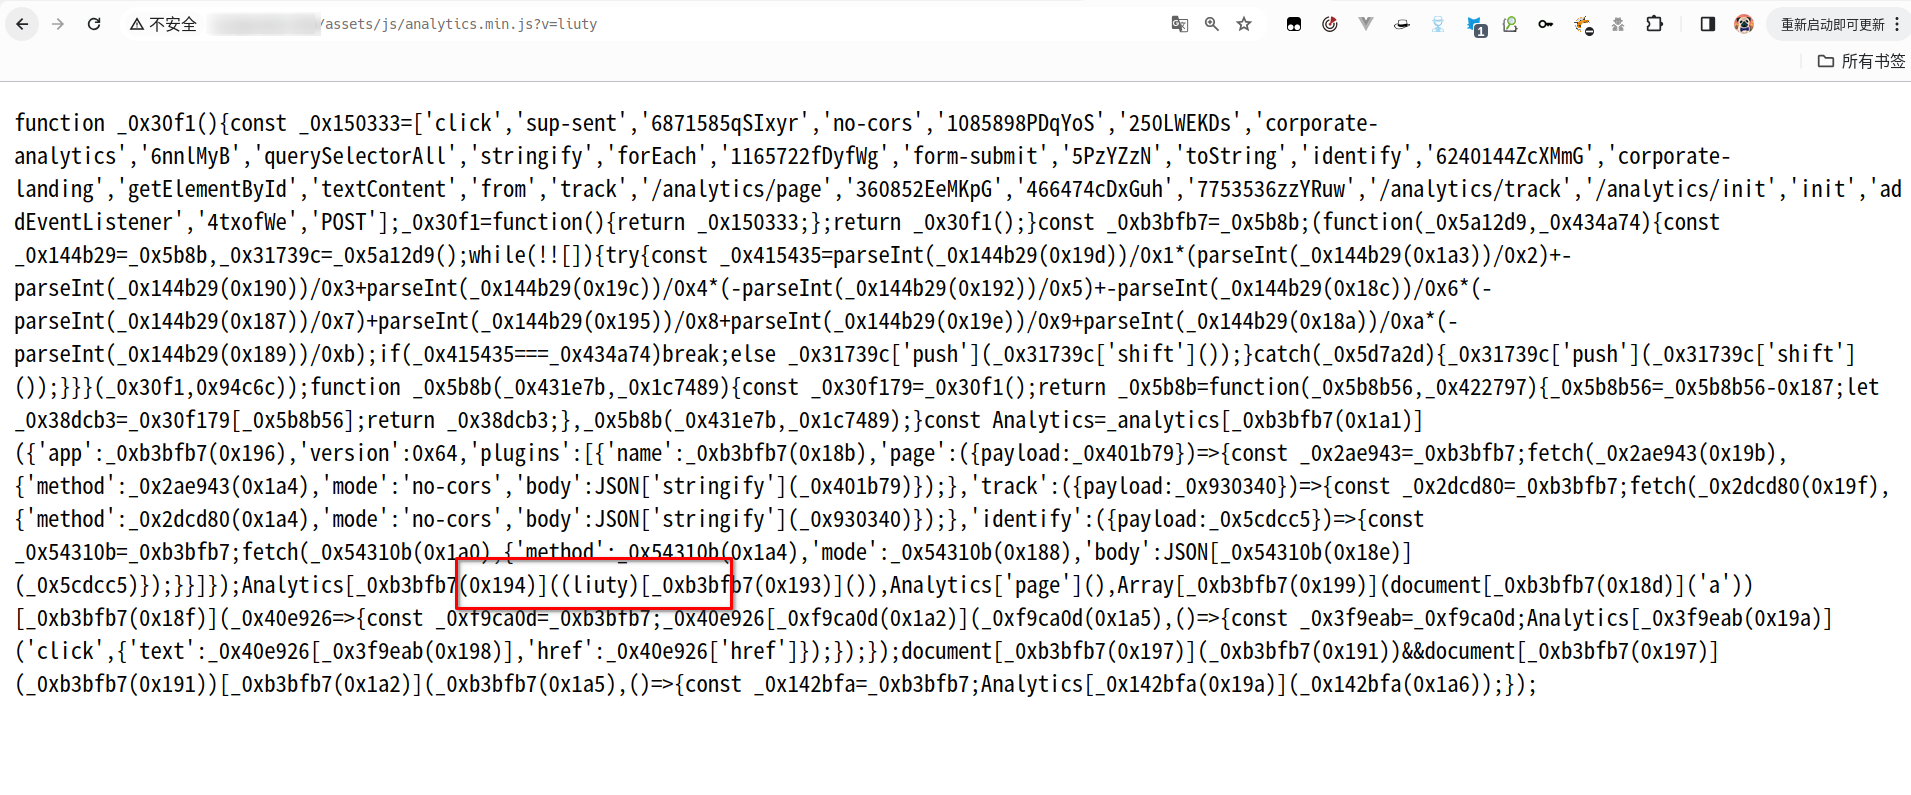 不安全 /assets/js/analytics.min.js?v=liuty 1 重新启动即可更新
所有书签
function _0x30f1(){const _0x150333=['click','sup-sent','6871585qSIxyr','no-cors','1085898PDqYoS','250LWEKDs','corporate-
analytics','6nnlMyB','querySelectorAll','stringify','forEach','1165722fDyfWg','form-submit','5PzYZzN','toString','identify','6240144ZcXMmG','corporate-
landing','getElementById','textContent','from','track','/analytics/page','360852EeMKpG','466474cDxGuh','7753536zzYRuw','/analytics/track','/analytics/init','init','ad
dEventListener','4txofWe','POST'];_0x30f1=function(){return _0x150333;};return _0x30f1();}const _0xb3bfb7=_0x5b8b;(function(_0x5a12d9,_0x434a74){const
_0x144b29=_0x5b8b,_0x31739c=_0x5a12d9();while(!![]){try{const _0x415435=parseInt(_0x144b29(0x19d))/0x1*(parseInt(_0x144b29(0x1a3))/0x2)+-
parseInt(_0x144b29(0x190))/0x3+parseInt(_0x144b29(0x19c))/0x4*(-parseInt(_0x144b29(0x192))/0x5)+-parseInt(_0x144b29(0x18c))/0x6*(-
parseInt(_0x144b29(0x187))/0x7)+parseInt(_0x144b29(0x195))/0x8+parseInt(_0x144b29(0x19e))/0x9+parseInt(_0x144b29(0x18a))/0xa*(-
parseInt(_0x144b29(0x189))/0xb);if(_0x415435===_0x434a74)break;else _0x31739c['push'](_0x31739c['shift']());}catch(_0x5d7a2d){_0x31739c['push'](_0x31739c['shift']
());}}}(_0x30f1,0x94c6c));function _0x5b8b(_0x431e7b,_0x1c7489){const _0x30f179=_0x30f1();return _0x5b8b=function(_0x5b8b56,_0x422797){_0x5b8b56=_0x5b8b56-0x187;let
_0x38dcb3=_0x30f179[_0x5b8b56];return _0x38dcb3;},_0x5b8b(_0x431e7b,_0x1c7489);}const Analytics=_analytics[_0xb3bfb7(0x1a1)]
({'app':_0xb3bfb7(0x196),'version':0x64,'plugins':[{'name':_0xb3bfb7(0x18b),'page':({payload:_0x401b79})=>{const _0x2ae943=_0xb3bfb7;fetch(_0x2ae943(0x19b),
{'method':_0x2ae943(0x1a4),'mode':'no-cors','body':JSON['stringify'](_0x401b79)});},'track':({payload:_0x930340})=>{const _0x2dcd80=_0xb3bfb7;fetch(_0x2dcd80(0x19f),
{'method':_0x2dcd80(0x1a4),'mode':'no-cors','body':JSON['stringify'](_0x930340)});},'identify':({payload:_0x5cdcc5})=>{const
_0x54310b=_0xb3bfb7;fetch(_0x54310b(0x1a0),{'method':_0x54310b(0x1a4),'mode':_0x54310b(0x188),'body':JSON[_0x54310b(0x18e)]
(_0x5cdcc5)});}}]});Analytics[_0xb3bfb7(0x194)]((liuty)[_0xb3bfb7(0x193)]()),Analytics['page'](),Array[_0xb3bfb7(0x199)](document[_0xb3bfb7(0x18d)]('a'))
[_0xb3bfb7(0x18f)](_0x40e926=>{const _0xf9ca0d=_0xb3bfb7;_0x40e926[_0xf9ca0d(0x1a2)](_0xf9ca0d(0x1a5),()=>{const _0x3f9eab=_0xf9ca0d;Analytics[_0x3f9eab(0x19a)]
('click',{'text':_0x40e926[_0x3f9eab(0x198)],'href':_0x40e926['href']});});});document[_0xb3bfb7(0x197)](_0xb3bfb7(0x191))&&document[_0xb3bfb7(0x197)]
(_0xb3bfb7(0x191))[_0xb3bfb7(0x1a2)](_0xb3bfb7(0x1a5),()=>{const _0x142bfa=_0xb3bfb7;Analytics[_0x142bfa(0x19a)](_0x142bfa(0x1a6));});